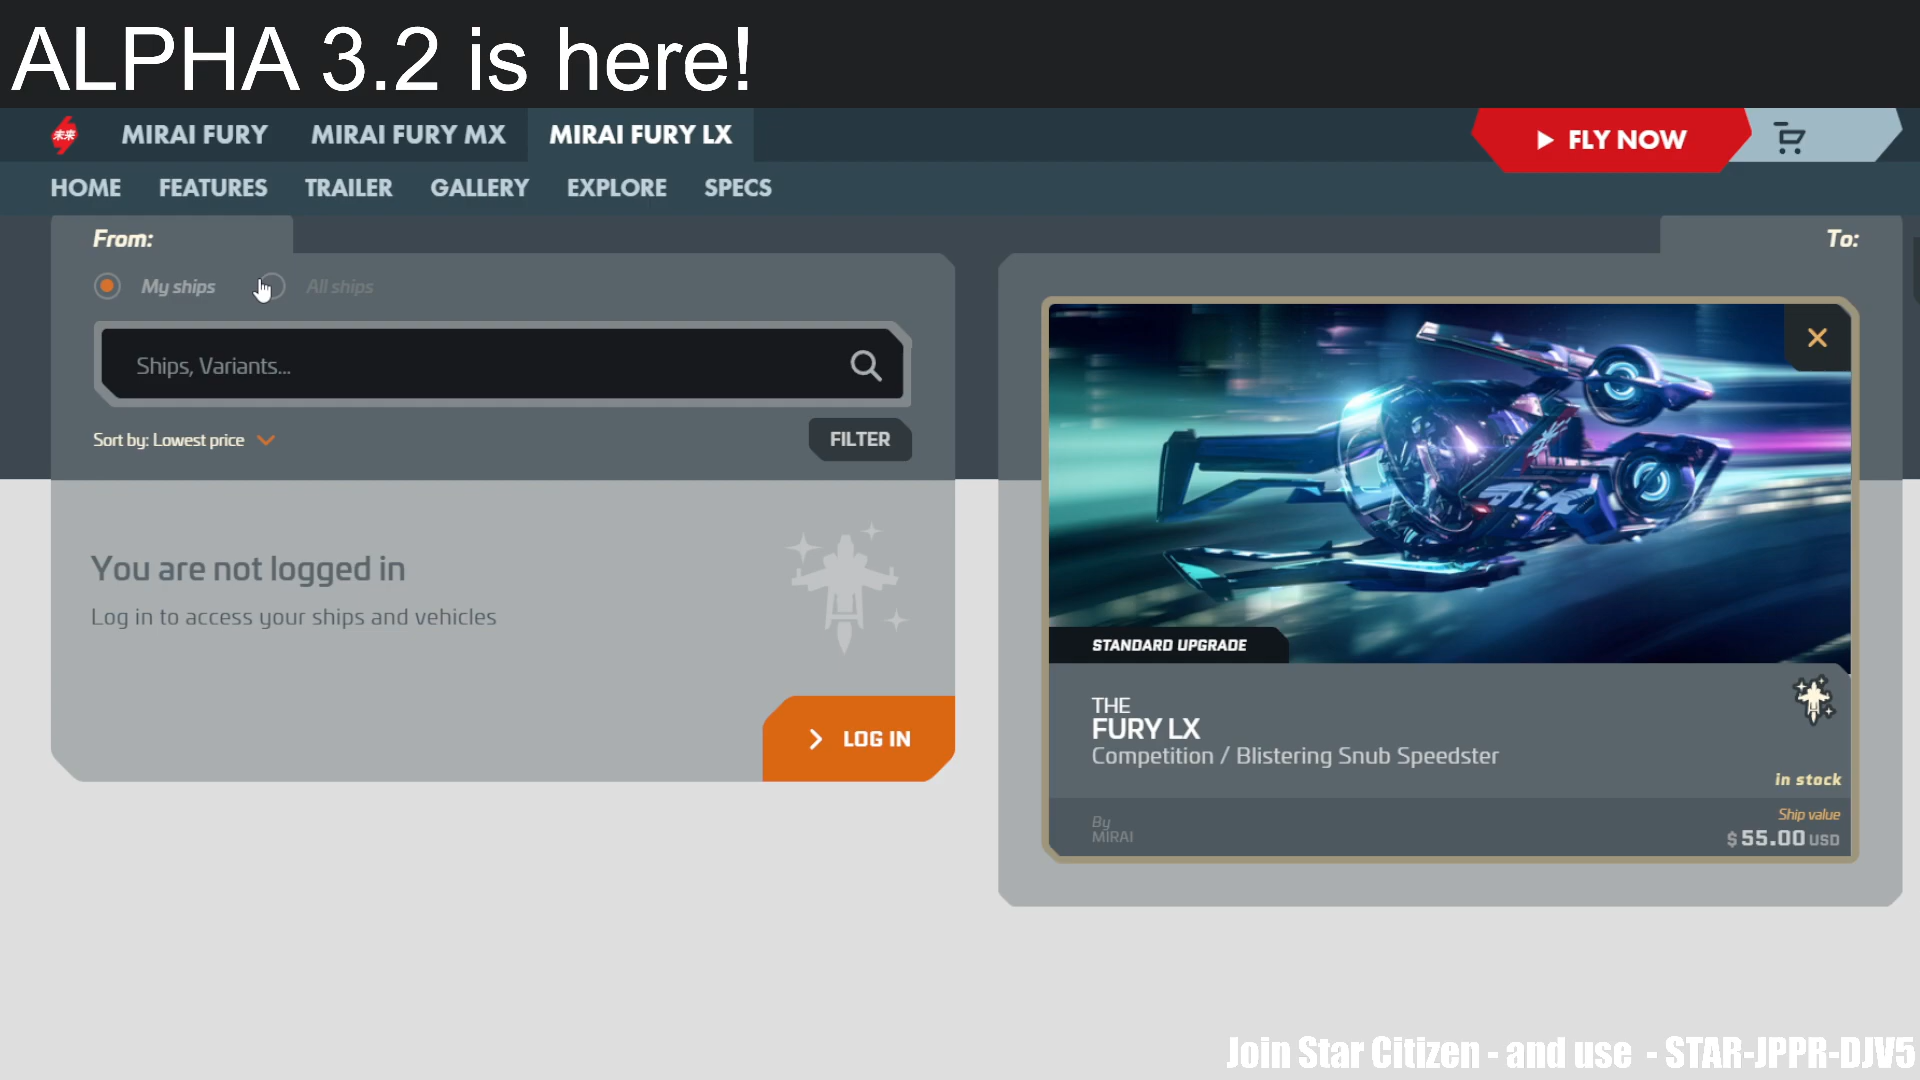 ALPHA 3.2 is here!
未来
MIRAI FURY
MIRAI FURY MX
MIRAI FURY LX
FLY NOW
HOME
FEATURES
TRAILER
GALLERY
EXPLORE
SPECS
From:
My ships
All ships
Ships, Variants...
Sort by: Lowest price
FILTER
You are not logged in
Log in to access your ships and vehicles
LOG IN
To:
STANDARD UPGRADE
THE
FURY LX
Competition / Blistering Snub Speedster
in stock
Ship value
$ 55.00 USD
By
MIRAI
Join Star Citizen - and use - STAR-JPPR-DJV5